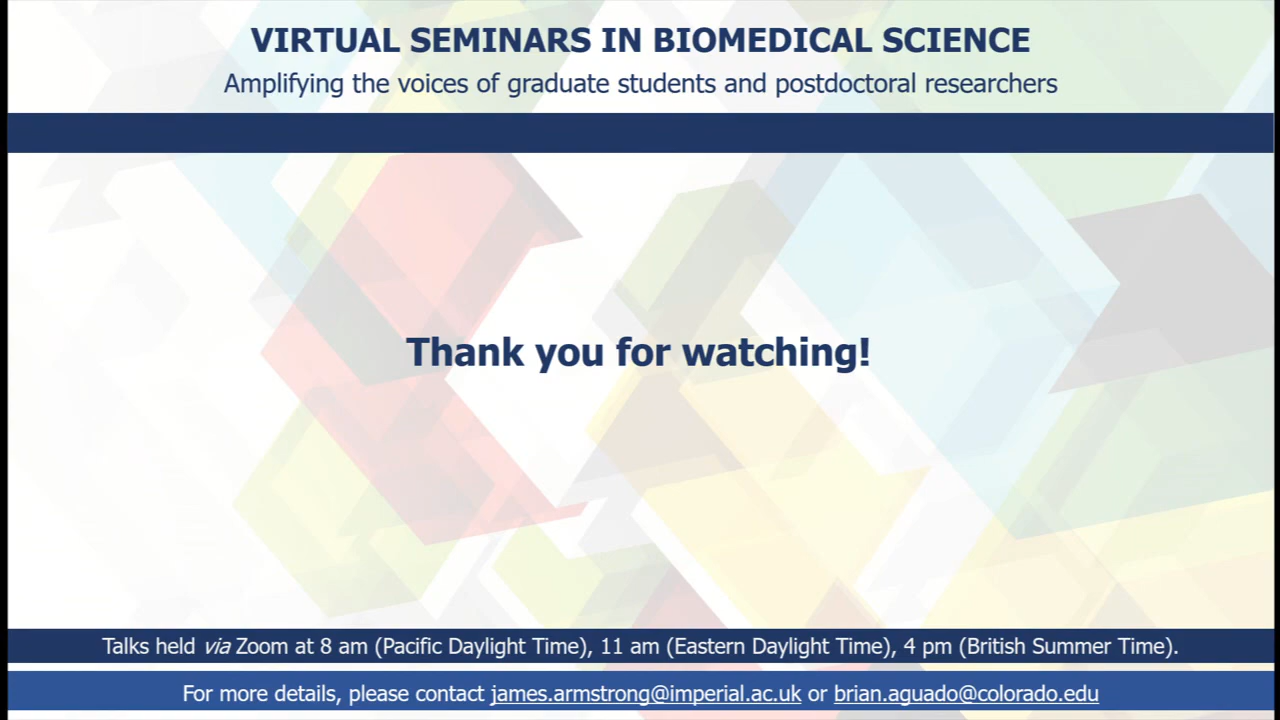 VIRTUAL SEMINARS IN BIOMEDICAL SCIENCE
Amplifying the voices of graduate students and postdoctoral researchers
Thank you for watching!
Talks held via Zoom at 8 am (Pacific Daylight Time), 11 am (Eastern Daylight Time), 4 pm (British Summer Time).
For more details, please contact james.armstrong@imperial.ac.uk or brian.aguado@colorado.edu